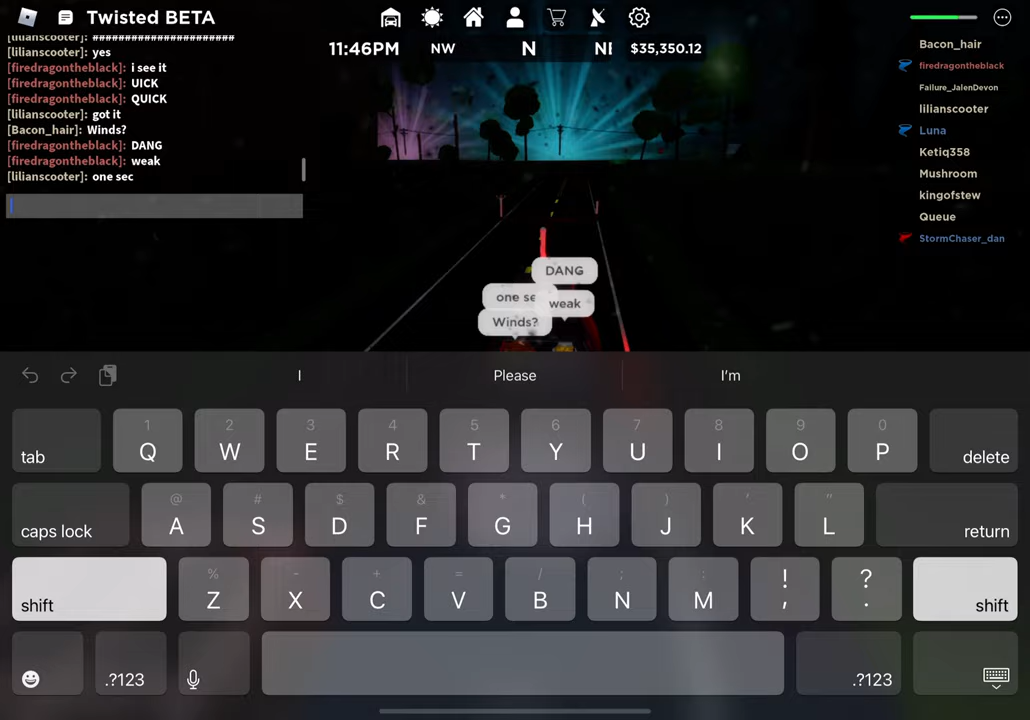 Twisted BETA
11:46PM NW N NE $35,350.12
[lilianscooter]: ######################
[lilianscooter]: yes
[firedragontheblack]: i see it
[firedragontheblack]: UICK
[firedragontheblack]: QUICK
[lilianscooter]: got it
[Bacon_hair]: Winds?
[firedragontheblack]: DANG
[firedragontheblack]: weak
[lilianscooter]: one sec
Bacon_hair
firedragontheblack
Failure_JalenDevon
lilianscooter
Luna
Ketiq358
Mushroom
kingofstew
Queue
StormChaser_dan
DANG
one se
weak
Winds?
I Please I'm
1 2 3 4 5 6 7 8 9 0
tab Q W E R T Y U I O P delete
@ # $ & * ( ) ' "
caps lock A S D F G H J K L return
% - + = / ; : ! ?
shift Z X C V B N M , . shift
.?123 .?123